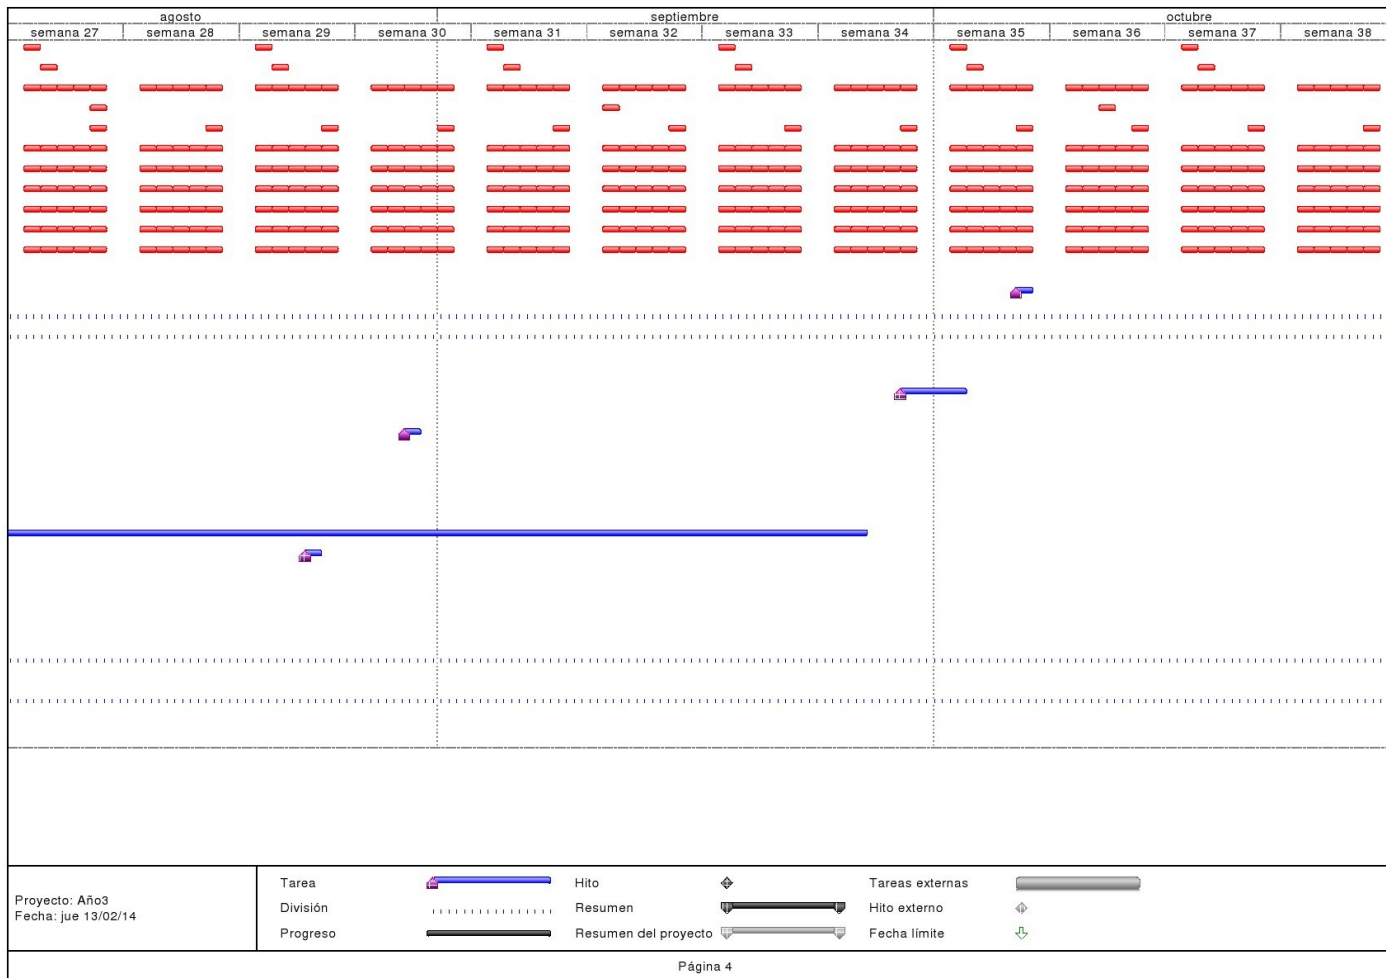 agosto septiembre octubre
semana 27 semana 28 semana 29 semana 30 semana 31 semana 32 semana 33 semana 34 semana 35 semana 36 semana 37 semana 38
Tarea Hito Tareas externas
Proyecto: Año3
Fecha: jue 13/02/14
División Resumen Hito externo
Progreso Resumen del proyecto Fecha límite
Página 4